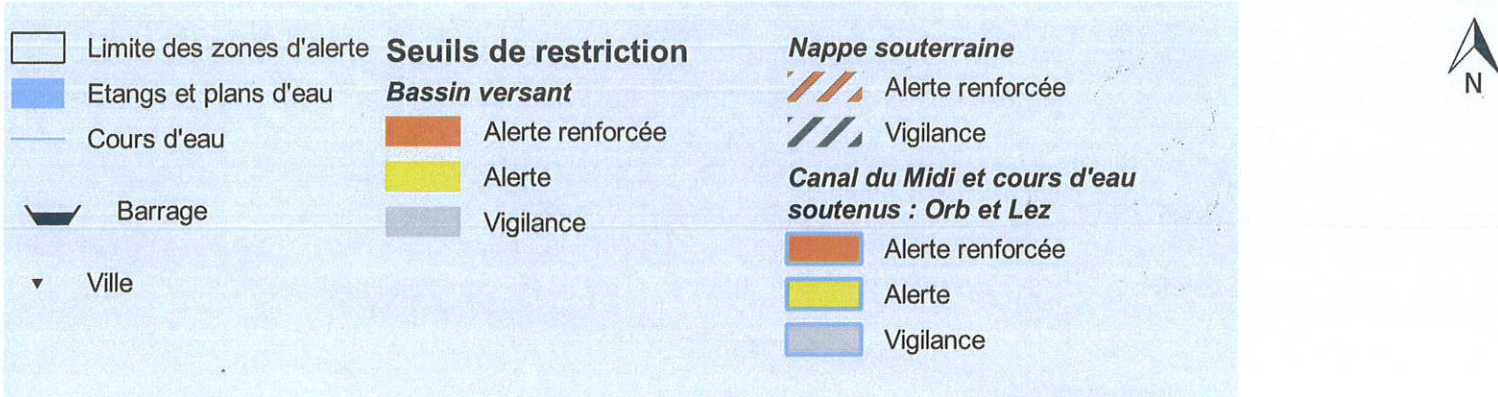 Limite des zones d'alerte
Etangs et plans d'eau
Cours d'eau
Barrage
Ville
Seuils de restriction
Bassin versant
Alerte renforcée
Alerte
Vigilance
Nappe souterraine
Alerte renforcée
Vigilance
Canal du Midi et cours d'eau
soutenus : Orb et Lez
Alerte renforcée
Alerte
Vigilance
N